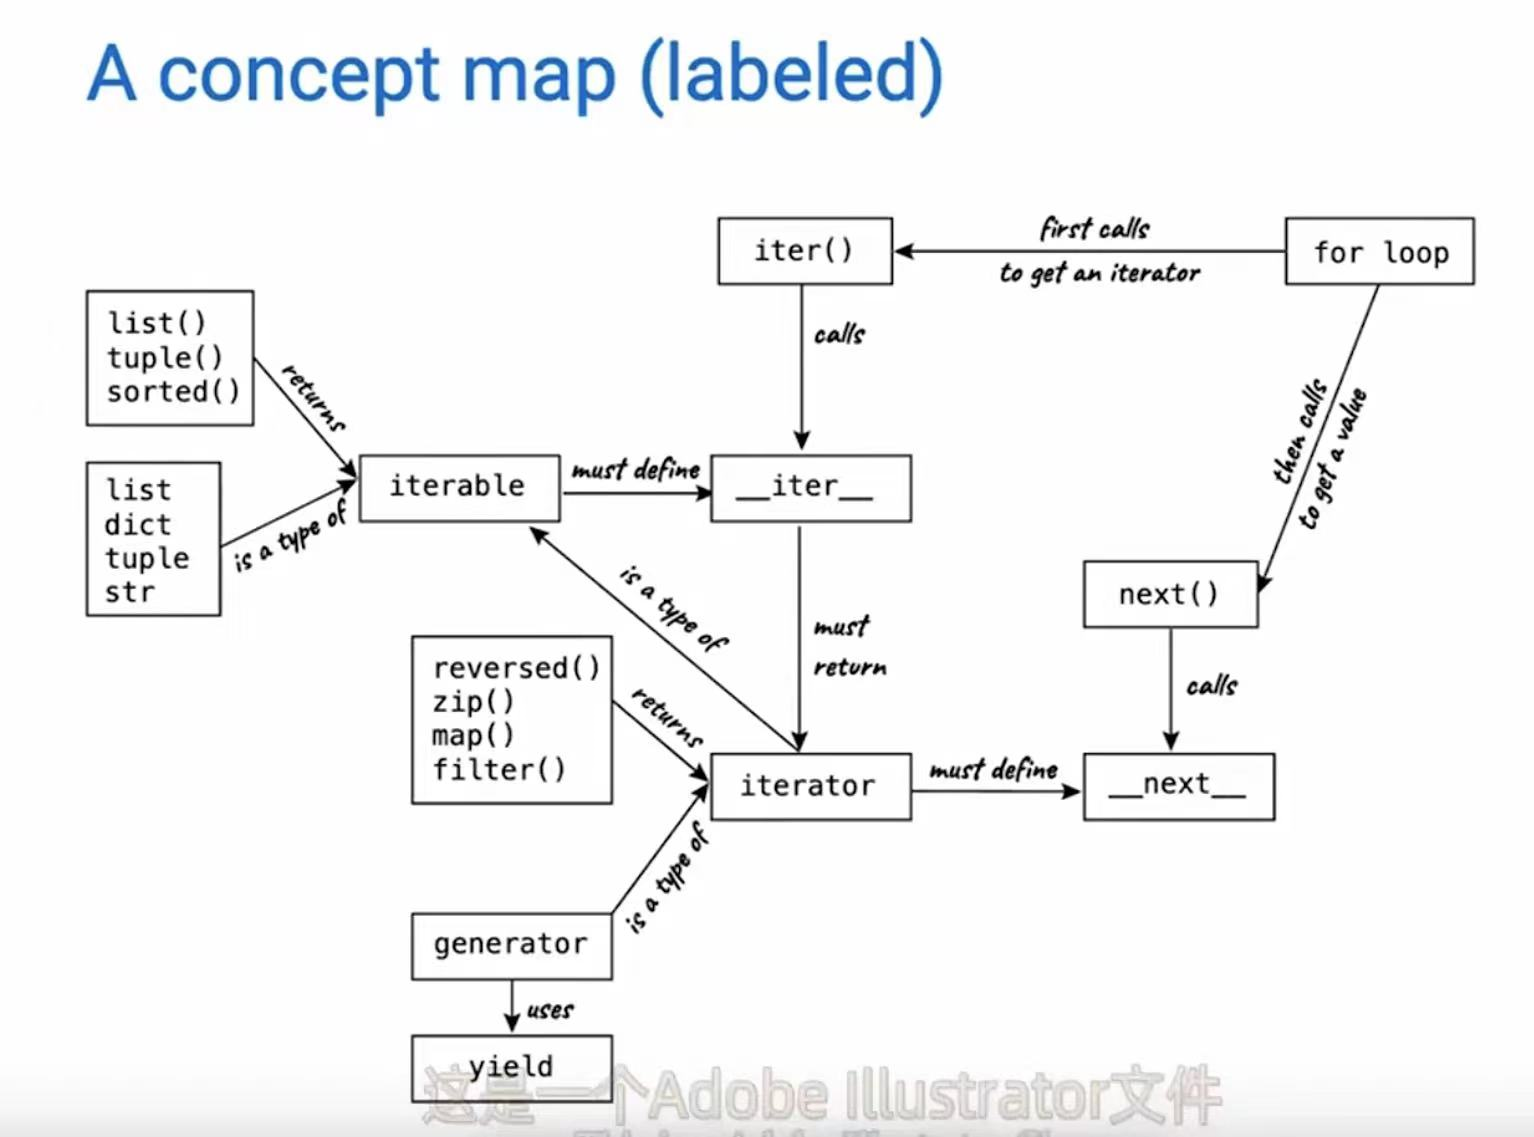 A concept map (labeled)
iter()
first calls
to get an iterator
for loop
list()
tuple()
sorted()
returns
calls
then calls
to get a value
list
dict
tuple
str
is a type of
iterable
must define
__iter__
is a type of
must
return
next()
calls
reversed()
zip()
map()
filter()
returns
iterator
must define
__next__
is a type of
generator
uses
yield
这是一个Adobe Illustrator文件